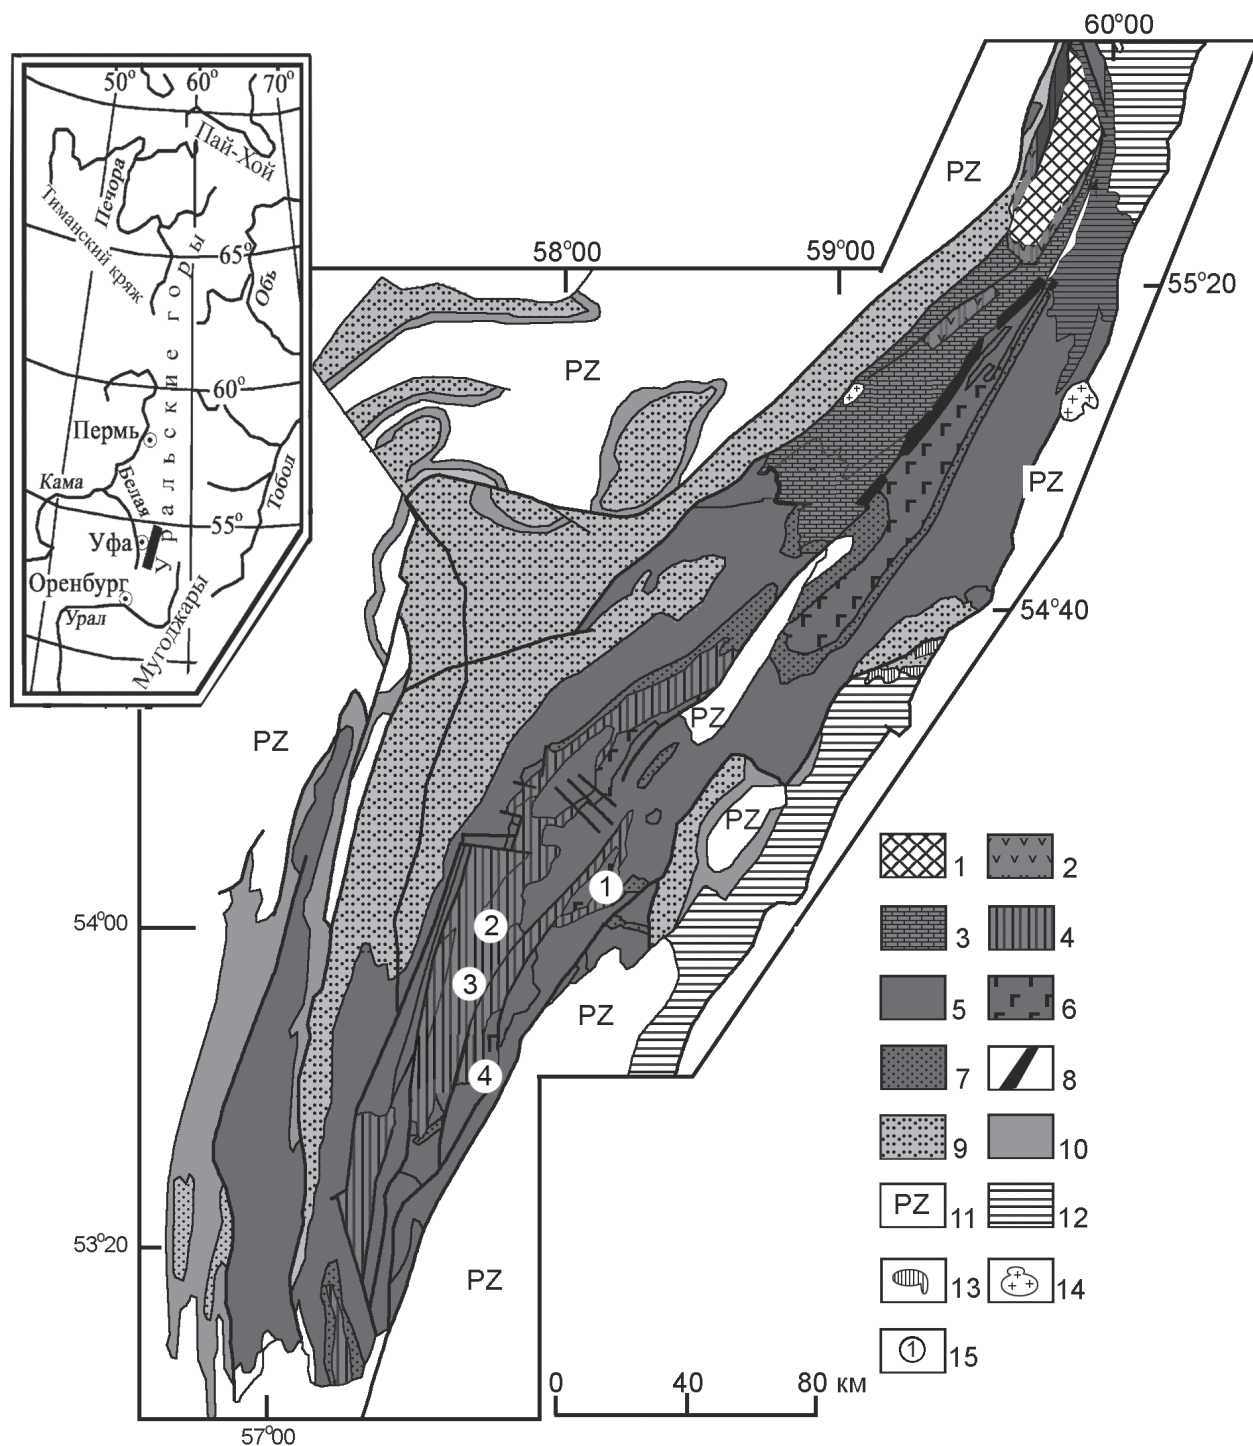 60°00
50°
60°
70°
Пай-Хой
Печора
Тиманский кряж
65°
Обь
Уральские горы
60°
Пермь
Белая
Кама
Тобол
55°
Уфа
Оренбург
Урал
Мугоджары
58°00
59°00
PZ
55°20
PZ
PZ
54°40
PZ
PZ
PZ
1
54°00
2
3
PZ
4
53°20
PZ
57°00
0 40 80 км
1 2
3 4
5 6
7 8
9 10
PZ 11 12
13 14
1 15